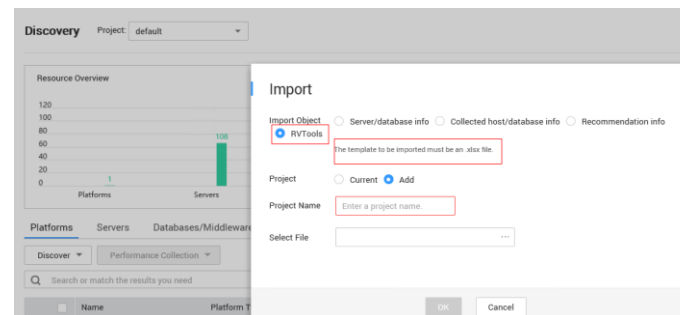 Discovery Project: default
Resource Overview
120
100
80
60
40
20
0
108
1
Platforms Servers
Platforms Servers Databases/Middleware
Discover Performance Collection
Search or match the results you need
Name Platform T
Import
Import Object Server/database info Collected host/database info Recommendation info
RVTools
The template to be imported must be an .xlsx file.
Project Current Add
Project Name Enter a project name.
Select File ...
OK Cancel